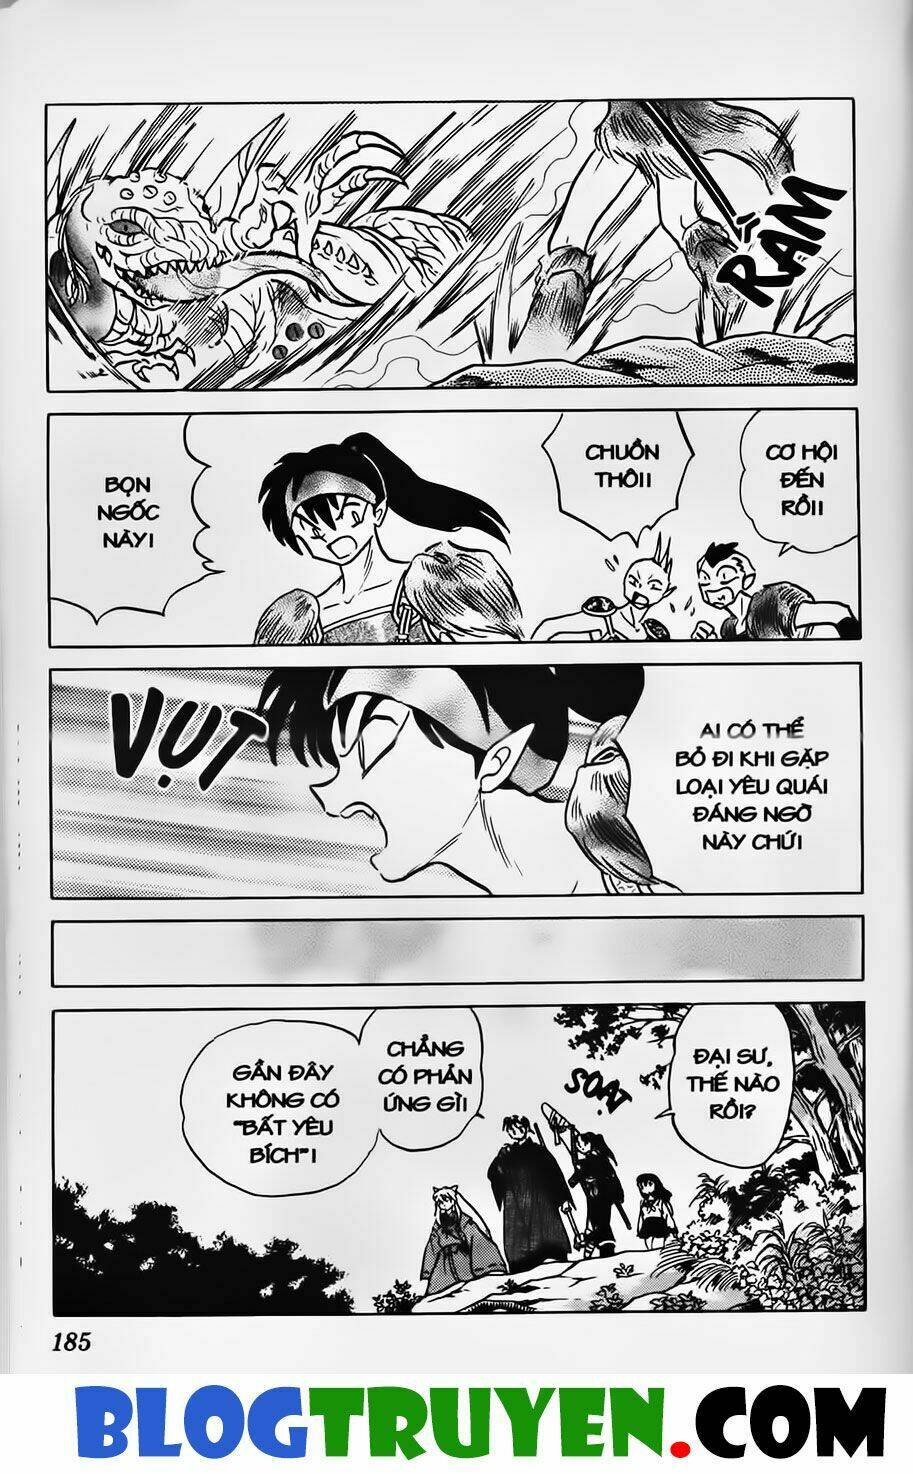 RẦM
CƠ HỘI
ĐẾN
RỒI!
CHUỒN
THÔI!
BỌN
NGỐC
NÀY!
AI CÓ THỂ
BỎ ĐI KHI GẶP
LOẠI YÊU QUÁI
ĐÁNG NGỜ
NÀY CHỨ!
VỤT
ĐẠI SƯ,
THẾ NÀO
RỒI?
SOẠT
CHẲNG
CÓ PHẢN
ỨNG GÌ!
GẦN ĐÂY
KHÔNG CÓ
"BẤT YÊU
BÍCH"!
185
BLOGTRUYEN.COM